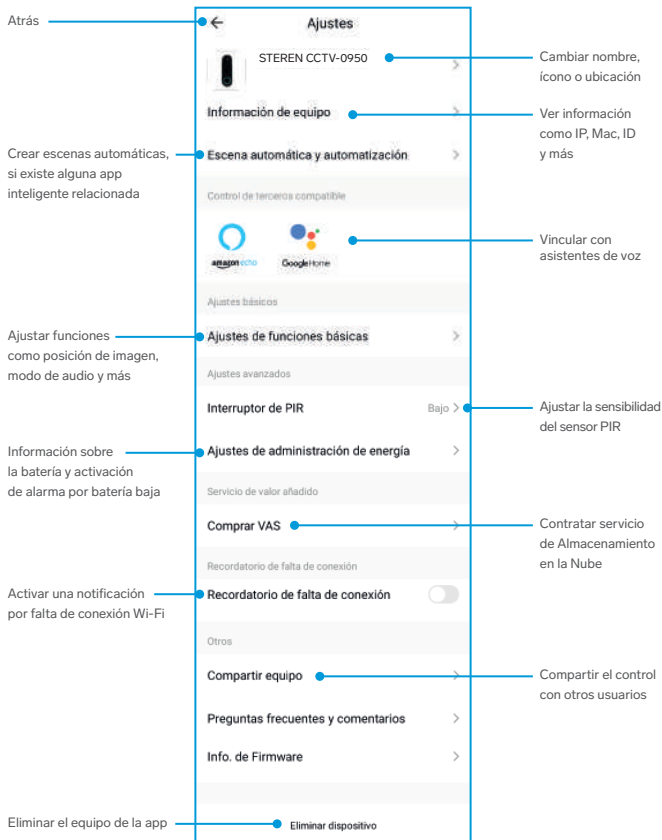 Atrás
Ajustes
STEREN CCTV-0950
Cambiar nombre,
ícono o ubicación
Información de equipo
Ver información
como IP, Mac, ID
y más
Crear escenas automáticas,
si existe alguna app
inteligente relacionada
Escena automática y automatización
Control de terceros compatible
amazon echo
Google Home
Vincular con
asistentes de voz
Ajustes básicos
Ajustar funciones
como posición de imagen,
modo de audio y más
Ajustes de funciones básicas
Ajustes avanzados
Interruptor de PIR
Bajo
Ajustar la sensibilidad
del sensor PIR
Información sobre
la batería y activación
de alarma por batería baja
Ajustes de administración de energía
Servicio de valor añadido
Comprar VAS
Contratar servicio
de Almacenamiento
en la Nube
Recordatorio de falta de conexión
Activar una notificación
por falta de conexión Wi-Fi
Recordatorio de falta de conexión
Otros
Compartir equipo
Compartir el control
con otros usuarios
Preguntas frecuentes y comentarios
Info. de Firmware
Eliminar el equipo de la app
Eliminar dispositivo